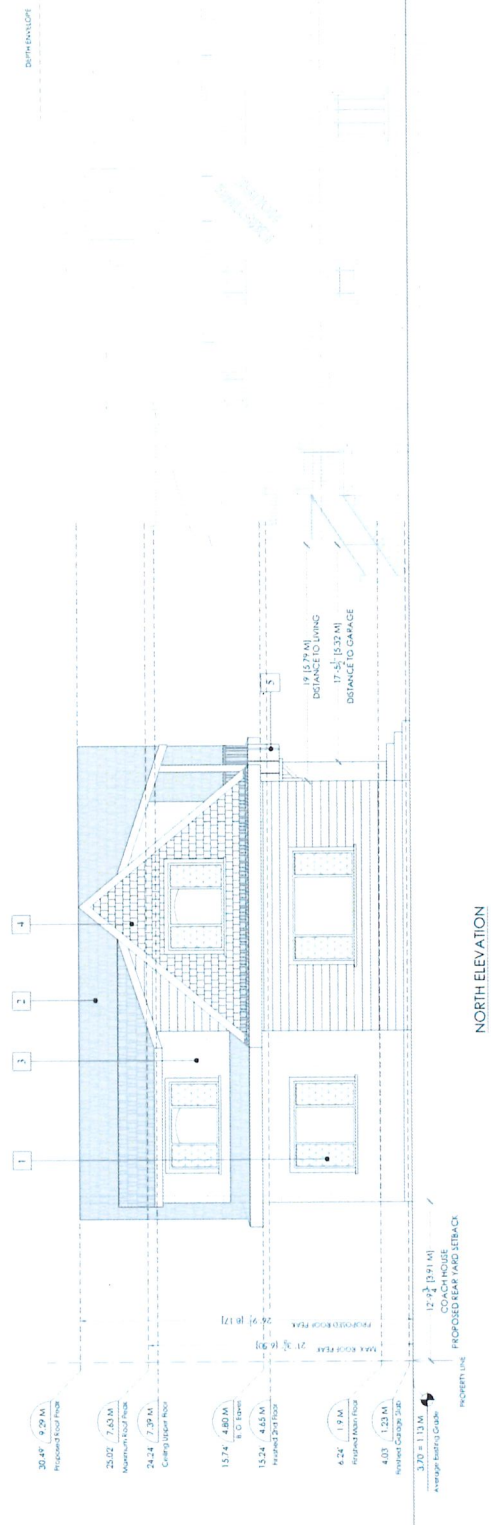 DEPTH ENVELOPE
1
3
2
4
5
30.49' 9.29 M
Proposed Roof Peak
25.02' 7.63 M
Maximum Roof Peak
24.24' 7.39 M
Ceiling Upper Floor
15.74' 4.80 M
B.O. Eaves
15.24' 4.65 M
Finished 2nd Floor
6.24' 1.9 M
Finished Main Floor
4.03' 1.23 M
Finished Garage Slab
3.70 = 1.13 M
Average Existing Grade
PROPERTY LINE
PROPOSED ROOF PEAK
MAX. ROOF PEAK
12'-9 3/4" [3.91 M]
COACH HOUSE
PROPOSED REAR YARD SETBACK
19' [5.79 M]
DISTANCE TO LIVING
17'-5 1/2" [5.32 M]
DISTANCE TO GARAGE
NORTH ELEVATION